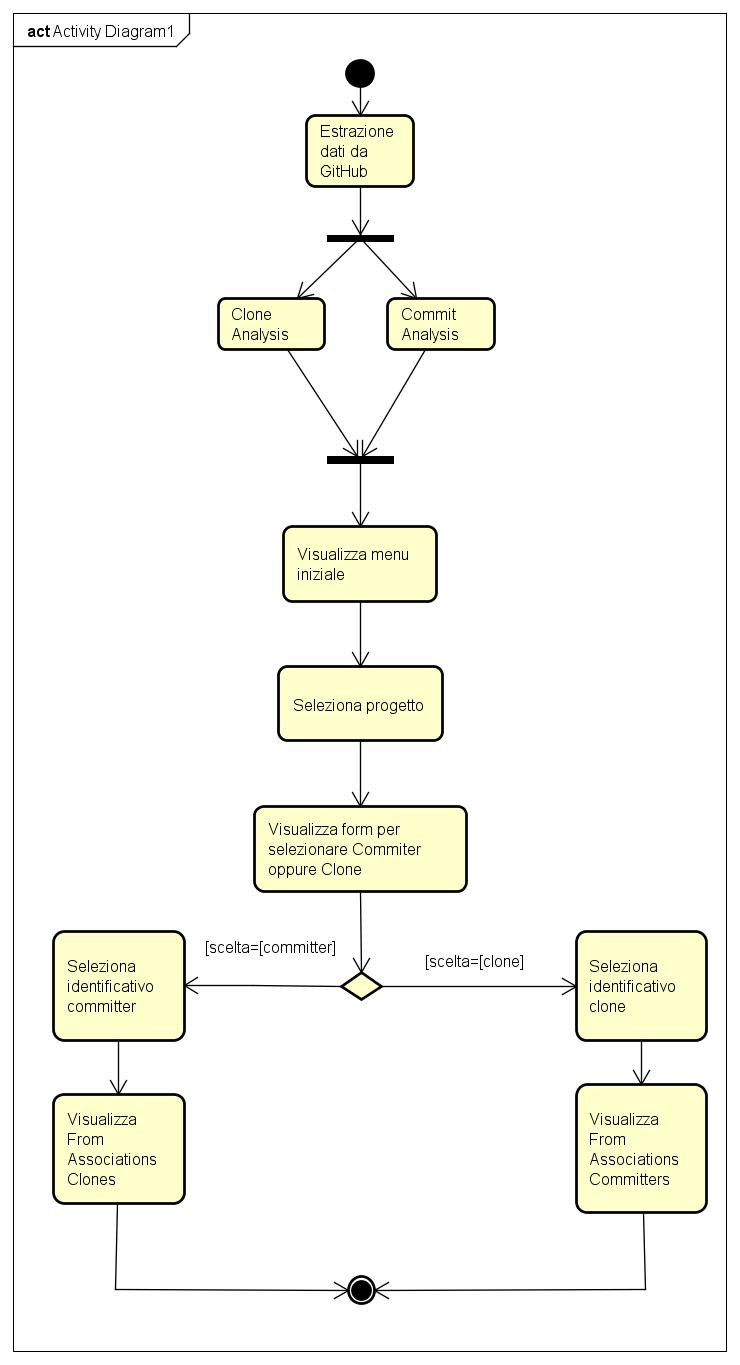 act Activity Diagram1
Estrazione
dati da
GitHub
Clone
Analysis
Commit
Analysis
Visualizza menu
iniziale
Seleziona progetto
Visualizza form per
selezionare Commiter
oppure Clone
[scelta=[committer]
[scelta=[clone]
Seleziona
identificativo
committer
Seleziona
identificativo
clone
Visualizza
From
Associations
Clones
Visualizza
From
Associations
Committers